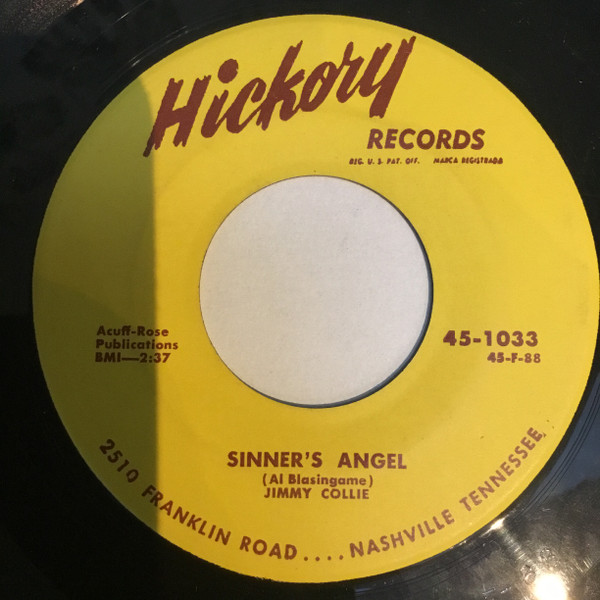 Hickory
RECORDS
REG. U. S. PAT. OFF. MARCA REGISTRADA
Acuff-Rose
Publications
BMI—2:37
45-1033
45-F-88
SINNER'S ANGEL
(Al Blasingame)
JIMMY COLLIE
2510 FRANKLIN ROAD....NASHVILLE TENNESSEE.